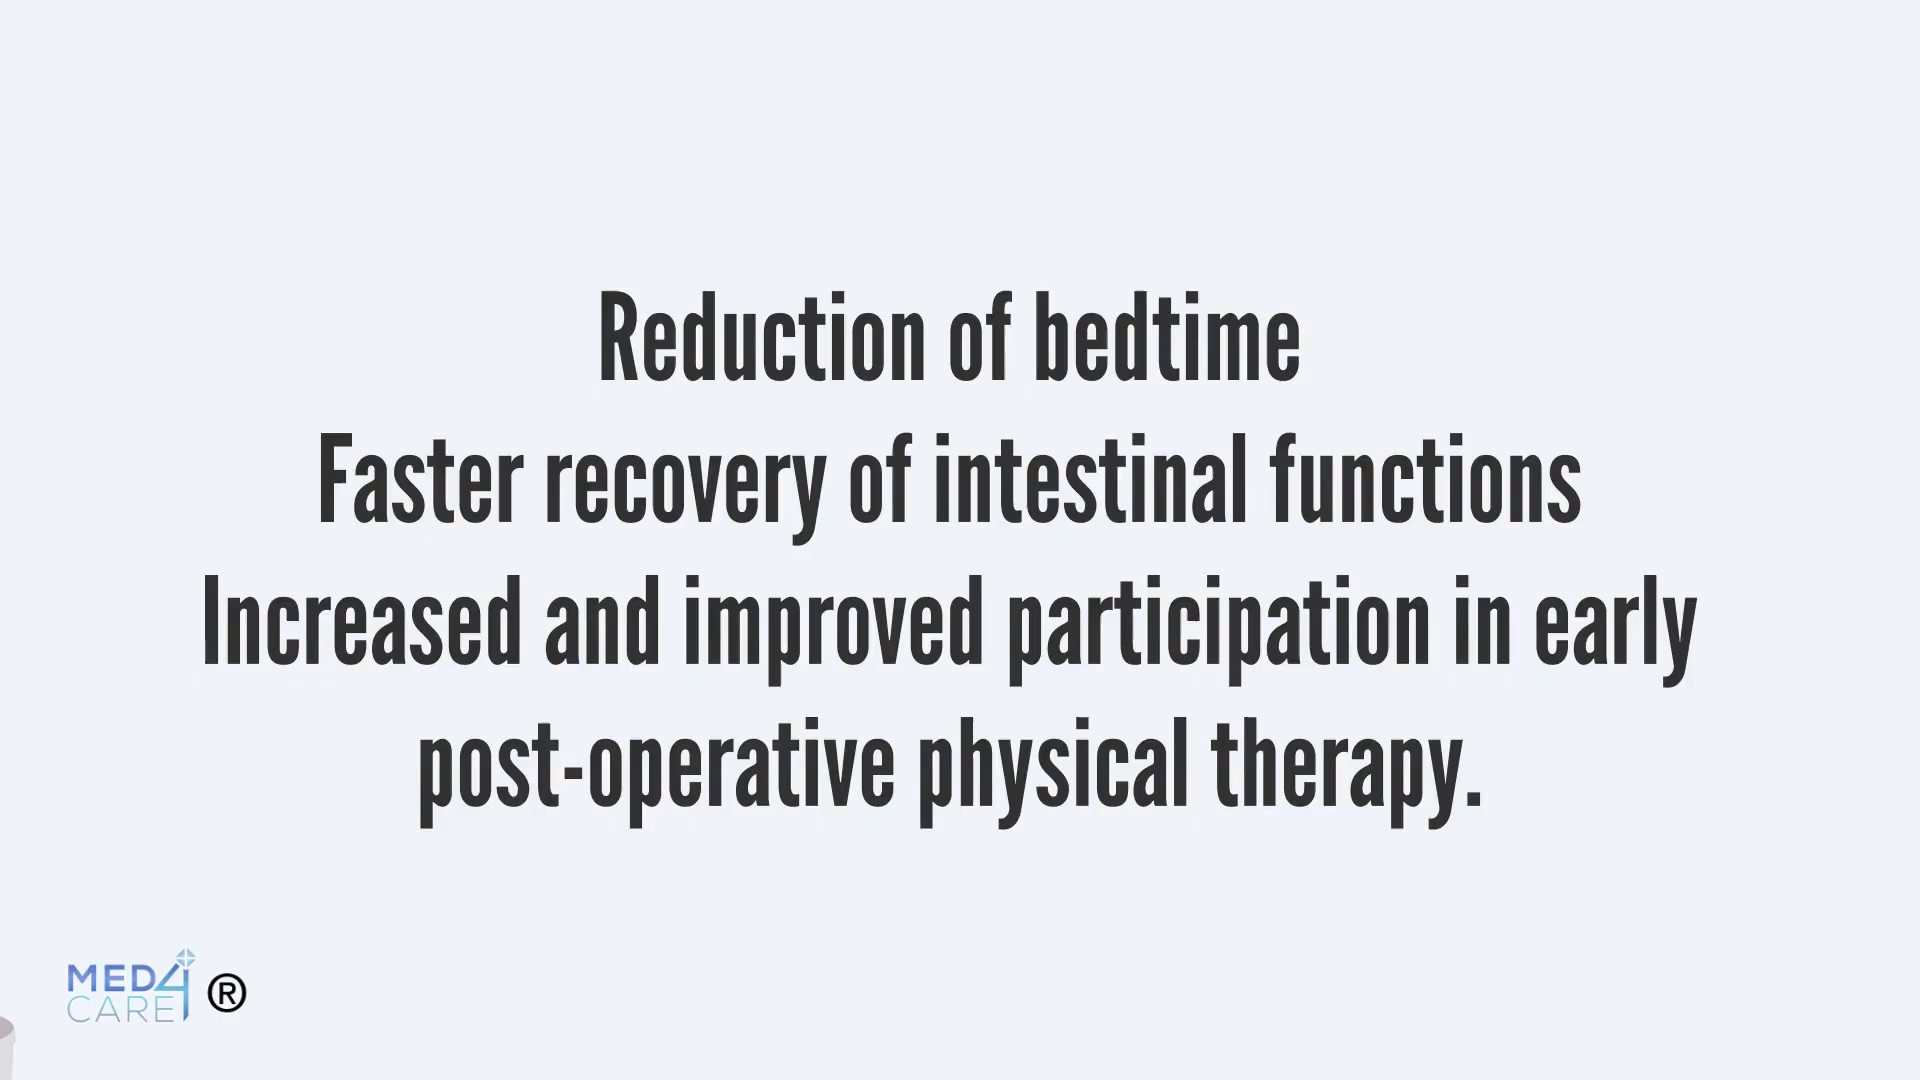 Reduction of bedtime
Faster recovery of intestinal functions
Increased and improved participation in early
post-operative physical therapy.
MED4
CARE
®